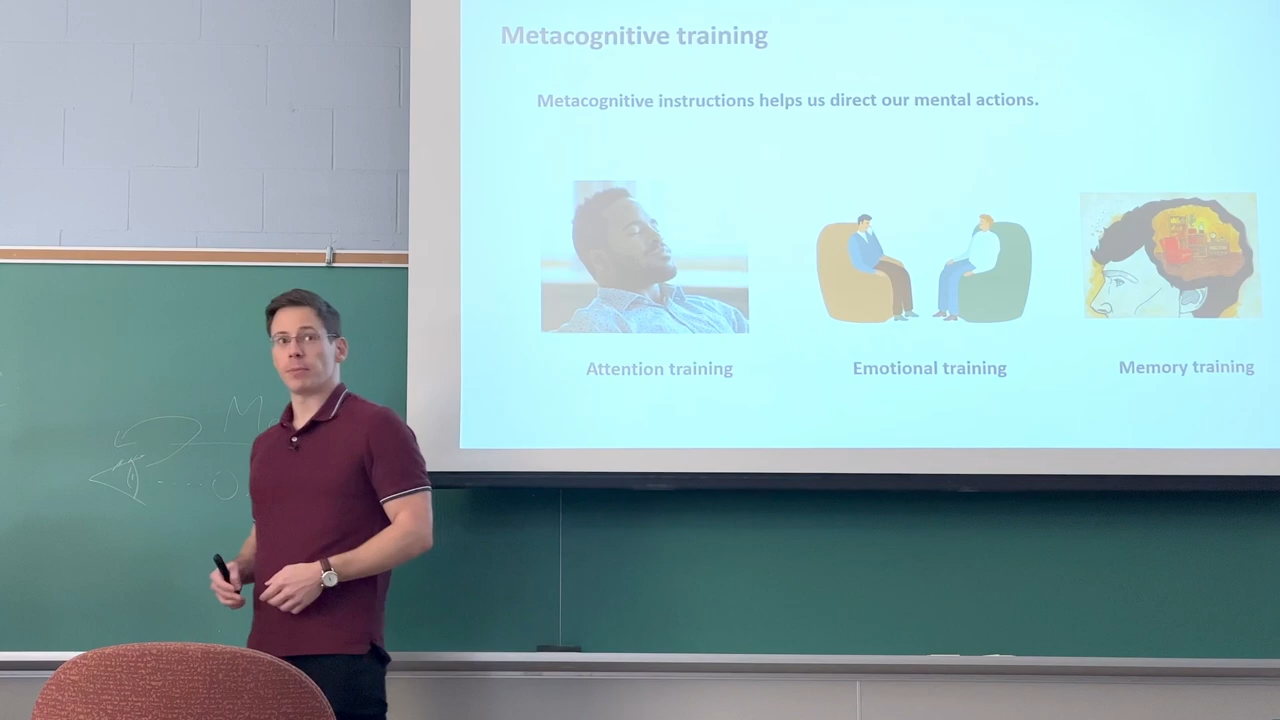 Metacognitive training
Metacognitive instructions helps us direct our mental actions.
Attention training
Emotional training
Memory training